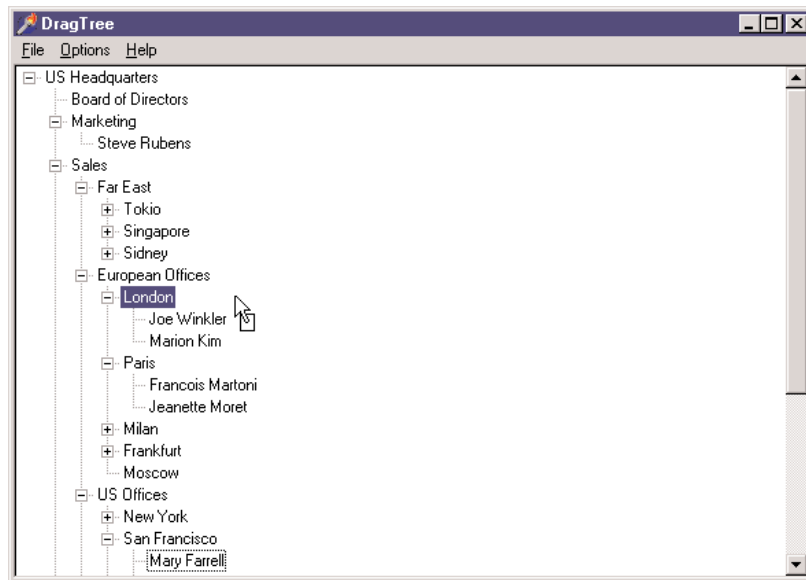 DragTree
File Options Help
US Headquarters
Board of Directors
Marketing
Steve Rubens
Sales
Far East
Tokio
Singapore
Sidney
European Offices
London
Joe Winkler
Marion Kim
Paris
Francois Martoni
Jeanette Moret
Milan
Frankfurt
Moscow
US Offices
New York
San Francisco
Mary Farrell